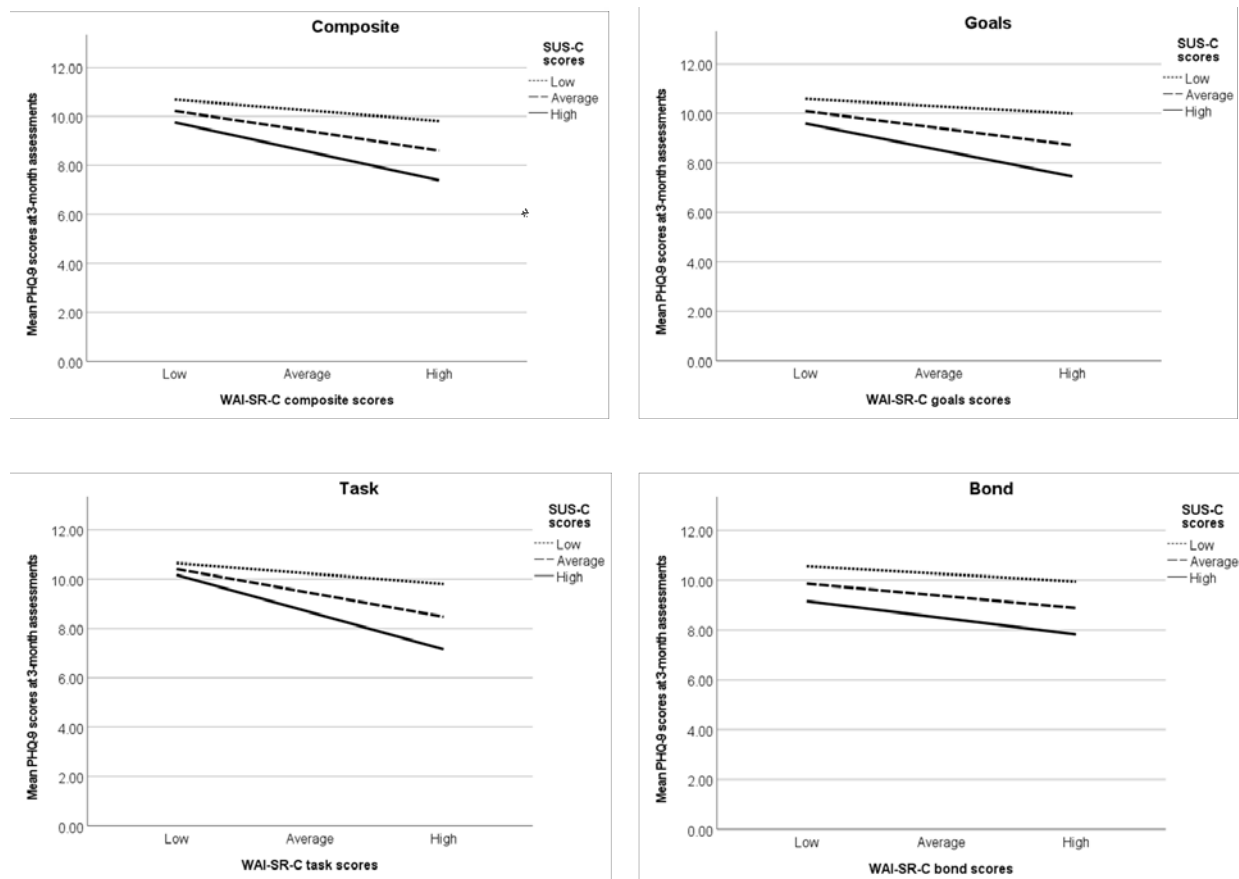 Composite
SUS-C
scores
Low
Average
High
Mean PHQ-9 scores at 3-month assessments
12.00
10.00
8.00
6.00
4.00
2.00
0.00
Low Average High
WAI-SR-C composite scores
Goals
SUS-C
scores
Low
Average
High
Mean PHQ-9 scores at 3-month assessments
12.00
10.00
8.00
6.00
4.00
2.00
0.00
Low Average High
WAI-SR-C goals scores
Task
SUS-C
scores
Low
Average
High
Mean PHQ-9 scores at 3-month assessments
12.00
10.00
8.00
6.00
4.00
2.00
0.00
Low Average High
WAI-SR-C task scores
Bond
SUS-C
scores
Low
Average
High
Mean PHQ-9 scores at 3-month assessments
12.00
10.00
8.00
6.00
4.00
2.00
0.00
Low Average High
WAI-SR-C bond scores